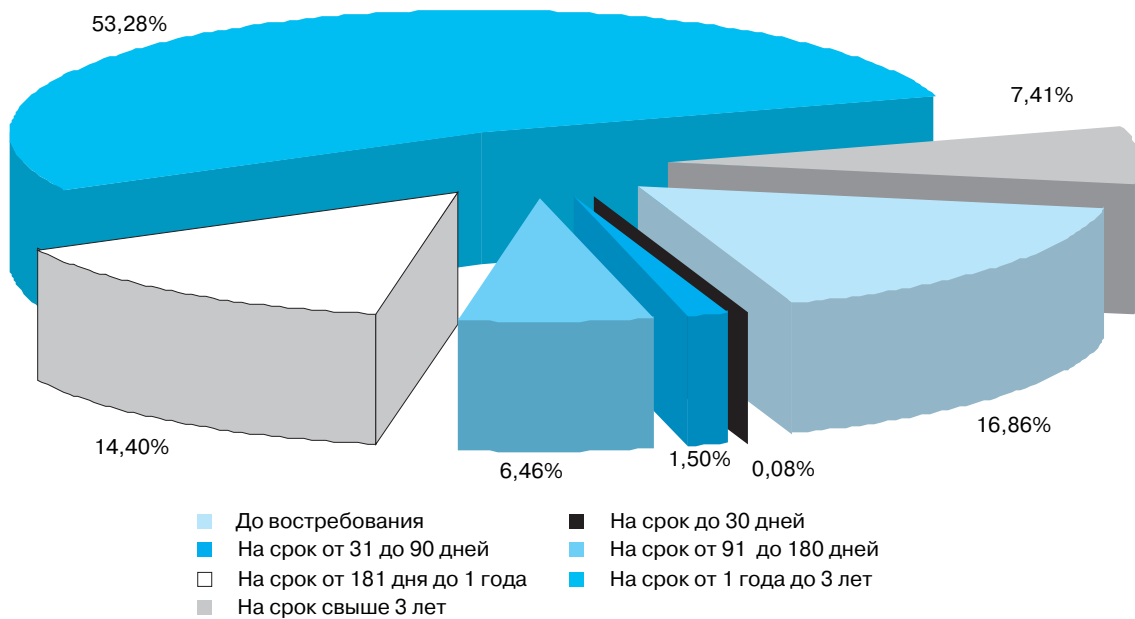 53,28%
7,41%
16,86%
14,40%
6,46%
1,50%
0,08%
До востребования
На срок до 30 дней
На срок от 31 до 90 дней
На срок от 91 до 180 дней
На срок от 181 дня до 1 года
На срок от 1 года до 3 лет
На срок свыше 3 лет